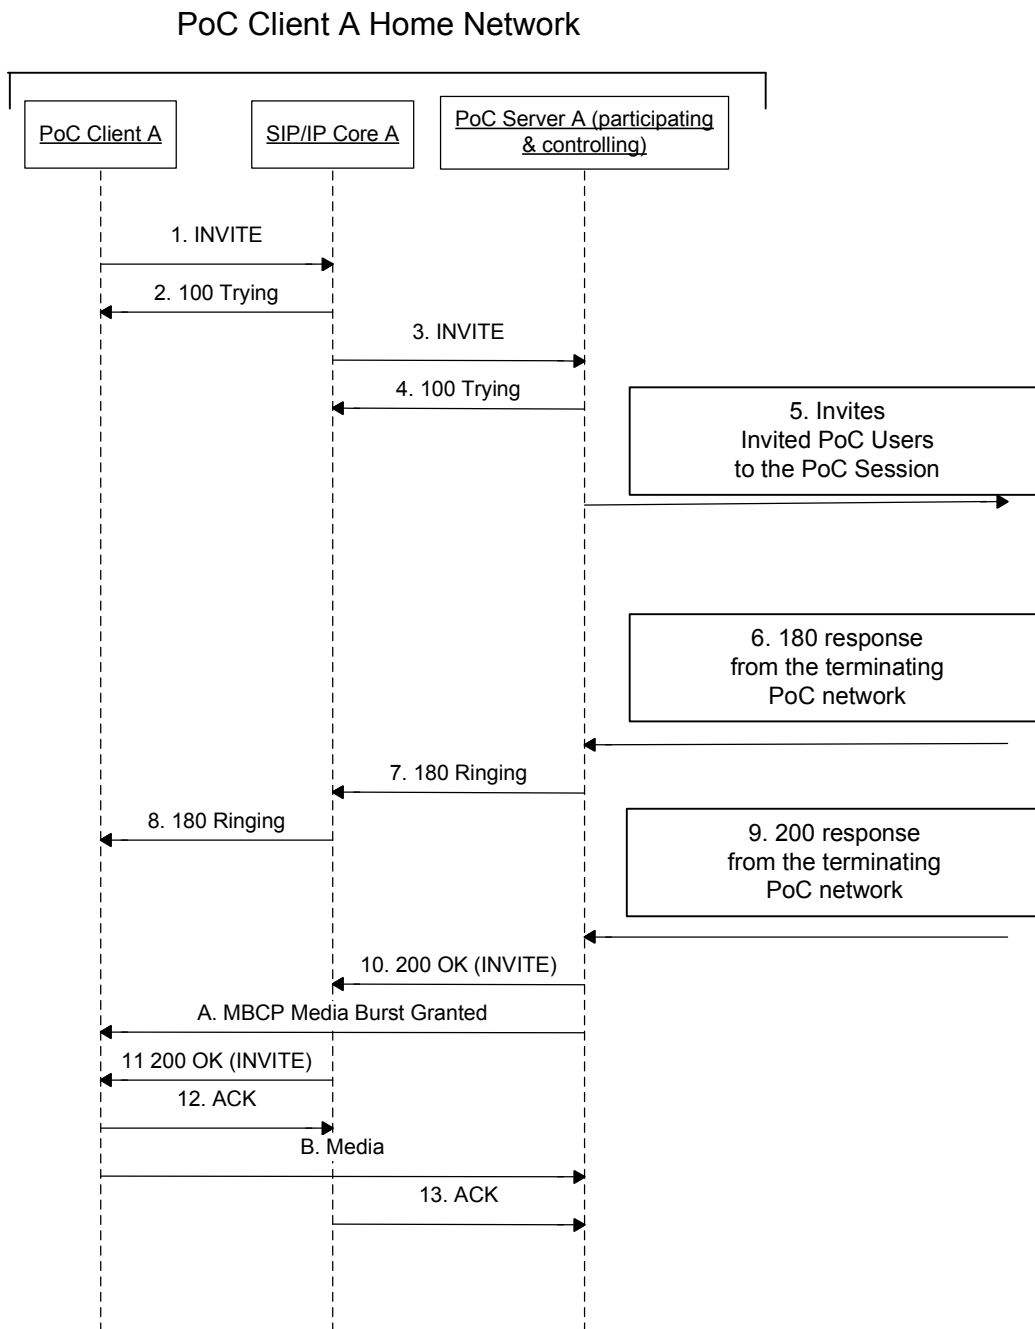 PoC Client A Home Network
PoC Client A
SIP/IP Core A
PoC Server A (participating
& controlling)
1. INVITE
2. 100 Trying
3. INVITE
4. 100 Trying
5. Invites
Invited PoC Users
to the PoC Session
6. 180 response
from the terminating
PoC network
7. 180 Ringing
8. 180 Ringing
9. 200 response
from the terminating
PoC network
10. 200 OK (INVITE)
A. MBCP Media Burst Granted
11 200 OK (INVITE)
12. ACK
B. Media
13. ACK